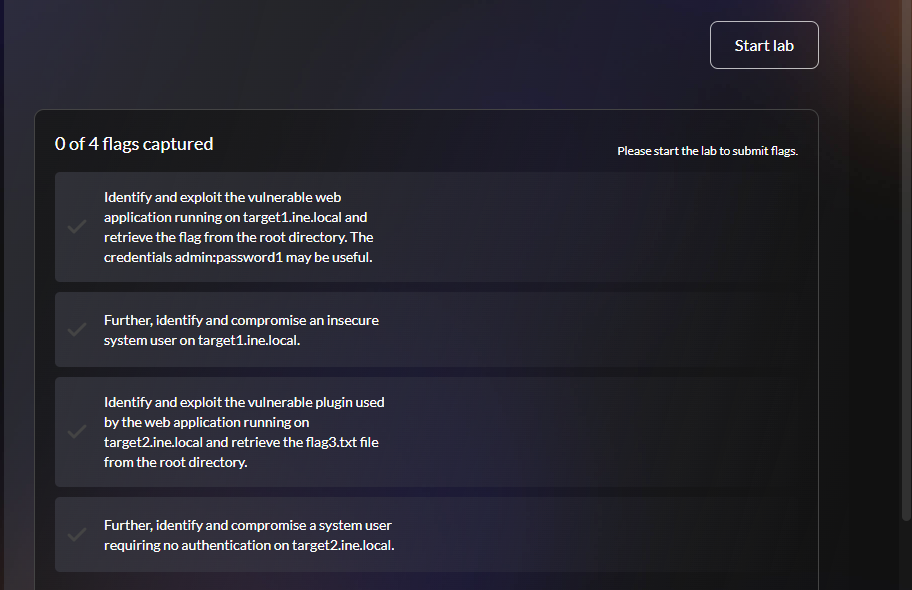 Start lab
0 of 4 flags captured
Please start the lab to submit flags.
Identify and exploit the vulnerable web
application running on target1.ine.local and
retrieve the flag from the root directory. The
credentials admin:password1 may be useful.
Further, identify and compromise an insecure
system user on target1.ine.local.
Identify and exploit the vulnerable plugin used
by the web application running on
target2.ine.local and retrieve the flag3.txt file
from the root directory.
Further, identify and compromise a system user
requiring no authentication on target2.ine.local.